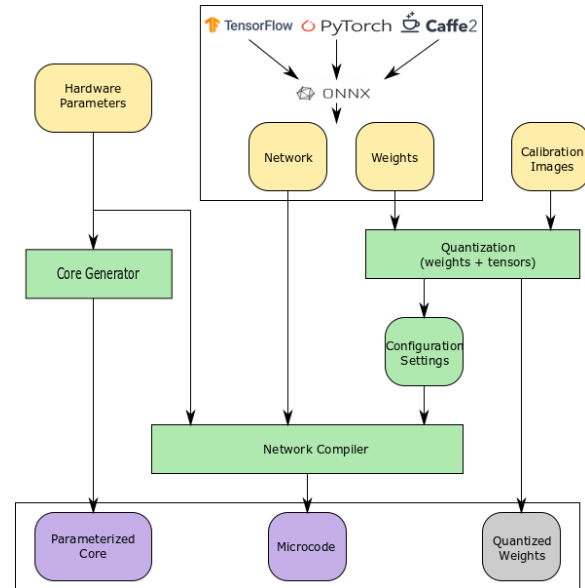 TensorFlow PyTorch Caffe2
ONNX
Hardware
Parameters
Network
Weights
Calibration
Images
Core Generator
Quantization
(weights + tensors)
Configuration
Settings
Network Compiler
Parameterized
Core
Microcode
Quantized
Weights